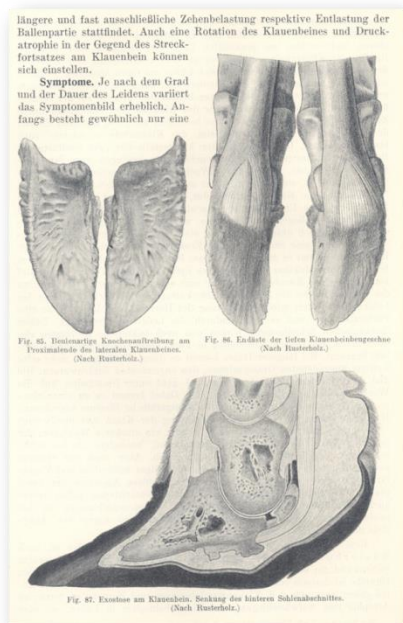 längere und fast ausschließliche Zehenbelastung respektive Entlastung der
Ballenpartie stattfindet. Auch eine Rotation des Klauenbeines und Druck-
atrophie in der Gegend des Streck-
fortsatzes am Klauenbein können
sich einstellen.
Symptome. Je nach dem Grad
und der Dauer des Leidens variiert
das Symptomenbild erheblich. An-
fangs besteht gewöhnlich nur eine
Fig. 85. Beulenartige Knochenauftreibung am
Proximalende des lateralen Klauenbeines.
(Nach Rusterholz.)
Fig. 86. Endäste der tiefen Klauenbeinbeugesehne
(Nach Rusterholz.)
Fig. 87. Exostose am Klauenbein. Senkung des hinteren Sohlenabschnittes.
(Nach Rusterholz.)